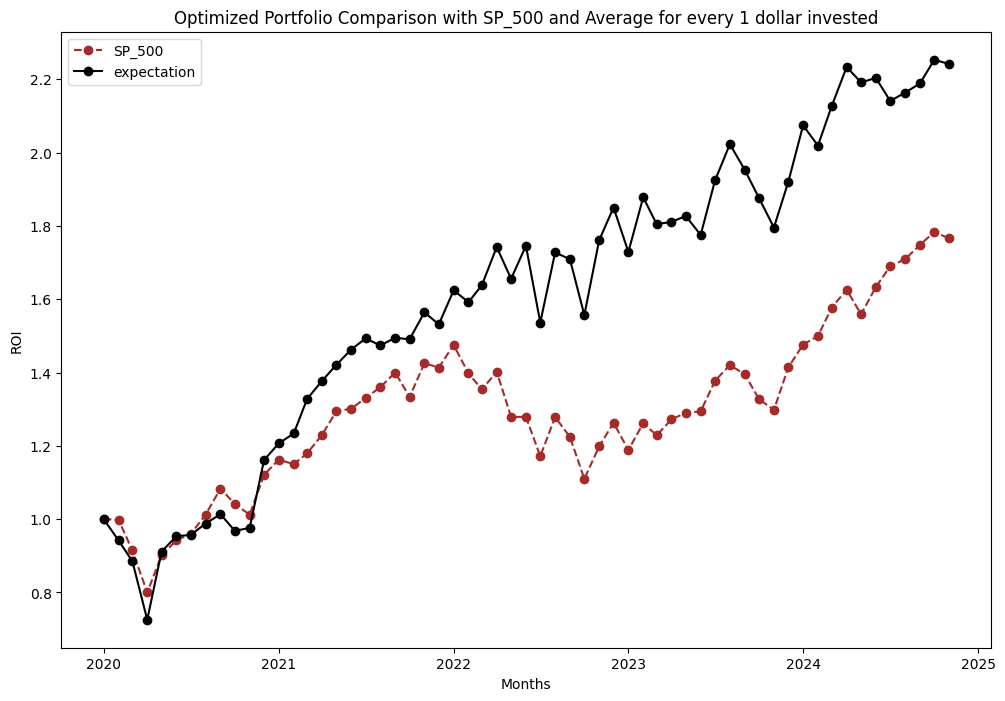 Optimized Portfolio Comparison with SP_500 and Average for every 1 dollar invested
SP_500
expectation
ROI
2.2
2.0
1.8
1.6
1.4
1.2
1.0
0.8
2020 2021 2022 2023 2024 2025
Months